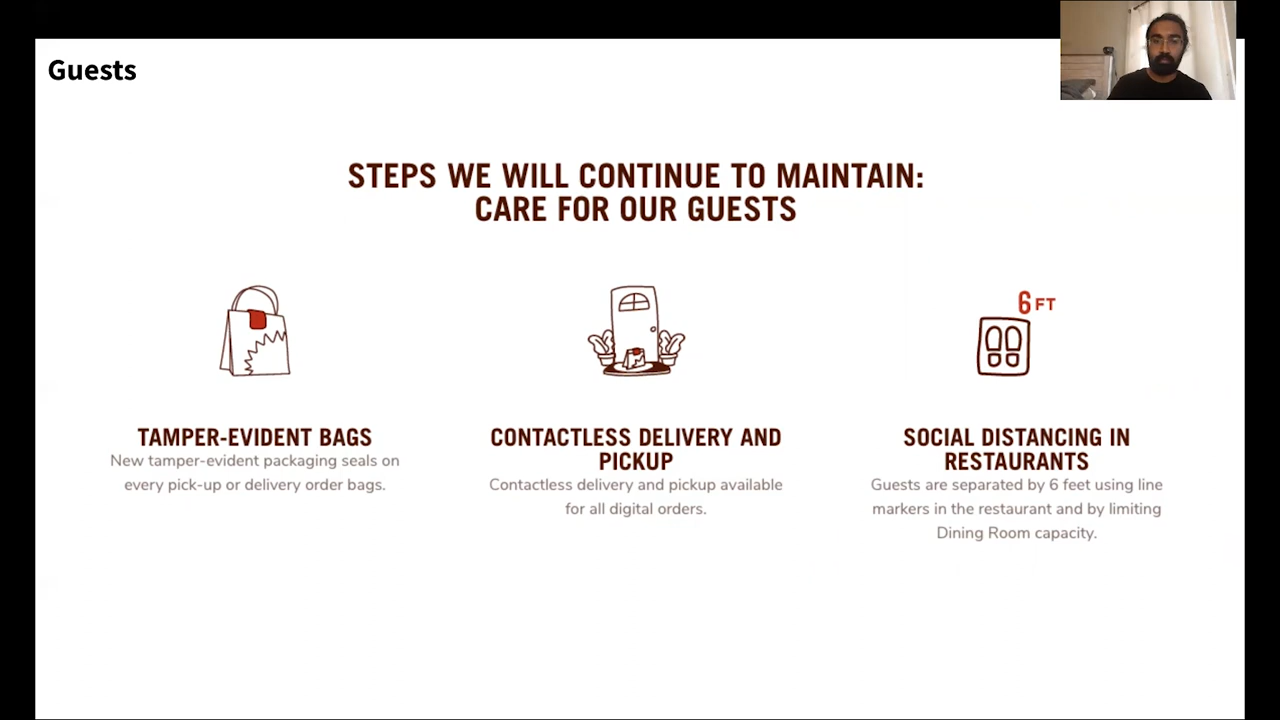 Guests
STEPS WE WILL CONTINUE TO MAINTAIN:
CARE FOR OUR GUESTS
6 FT
TAMPER-EVIDENT BAGS
New tamper-evident packaging seals on
every pick-up or delivery order bags.
CONTACTLESS DELIVERY AND
PICKUP
Contactless delivery and pickup available
for all digital orders.
SOCIAL DISTANCING IN
RESTAURANTS
Guests are separated by 6 feet using line
markers in the restaurant and by limiting
Dining Room capacity.